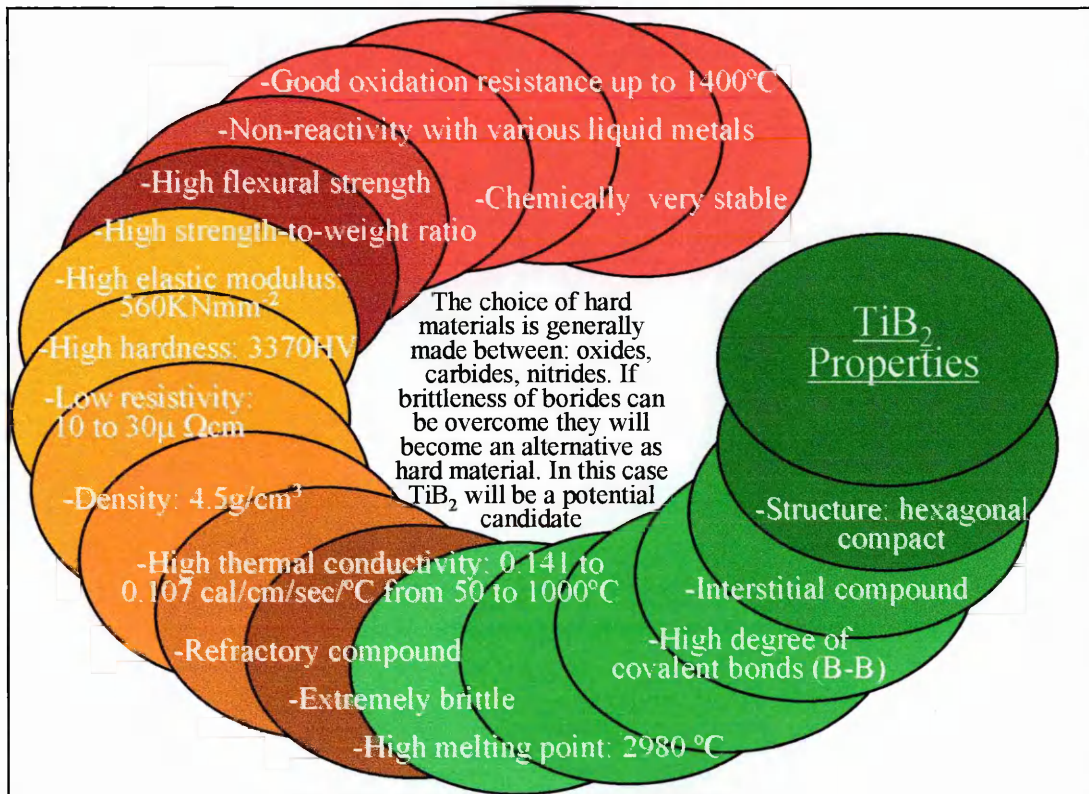 -Good oxidation resistance up to 1400°C
-Non-reactivity with various liquid metals
-High flexural strength
-Chemically very stable
-High strength-to-weight ratio
-High elastic modulus:
560KNmm-2
-High hardness: 3370HV
-Low resistivity:
10 to 30μ Ωcm
-Density: 4.5g/cm3
-High thermal conductivity: 0.141 to
0.107 cal/cm/sec/°C from 50 to 1000°C
-Refractory compound
-Extremely brittle
-High melting point: 2980 °C
The choice of hard
materials is generally
made between: oxides,
carbides, nitrides. If
brittleness of borides can
be overcome they will
become an alternative as
hard material. In this case
TiB2 will be a potential
candidate
TiB2
Properties
-Structure: hexagonal
compact
-Interstitial compound
-High degree of
covalent bonds (B-B)